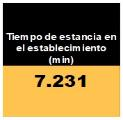 Tiempo de estancia en
el establecimiento
(min)
7.231